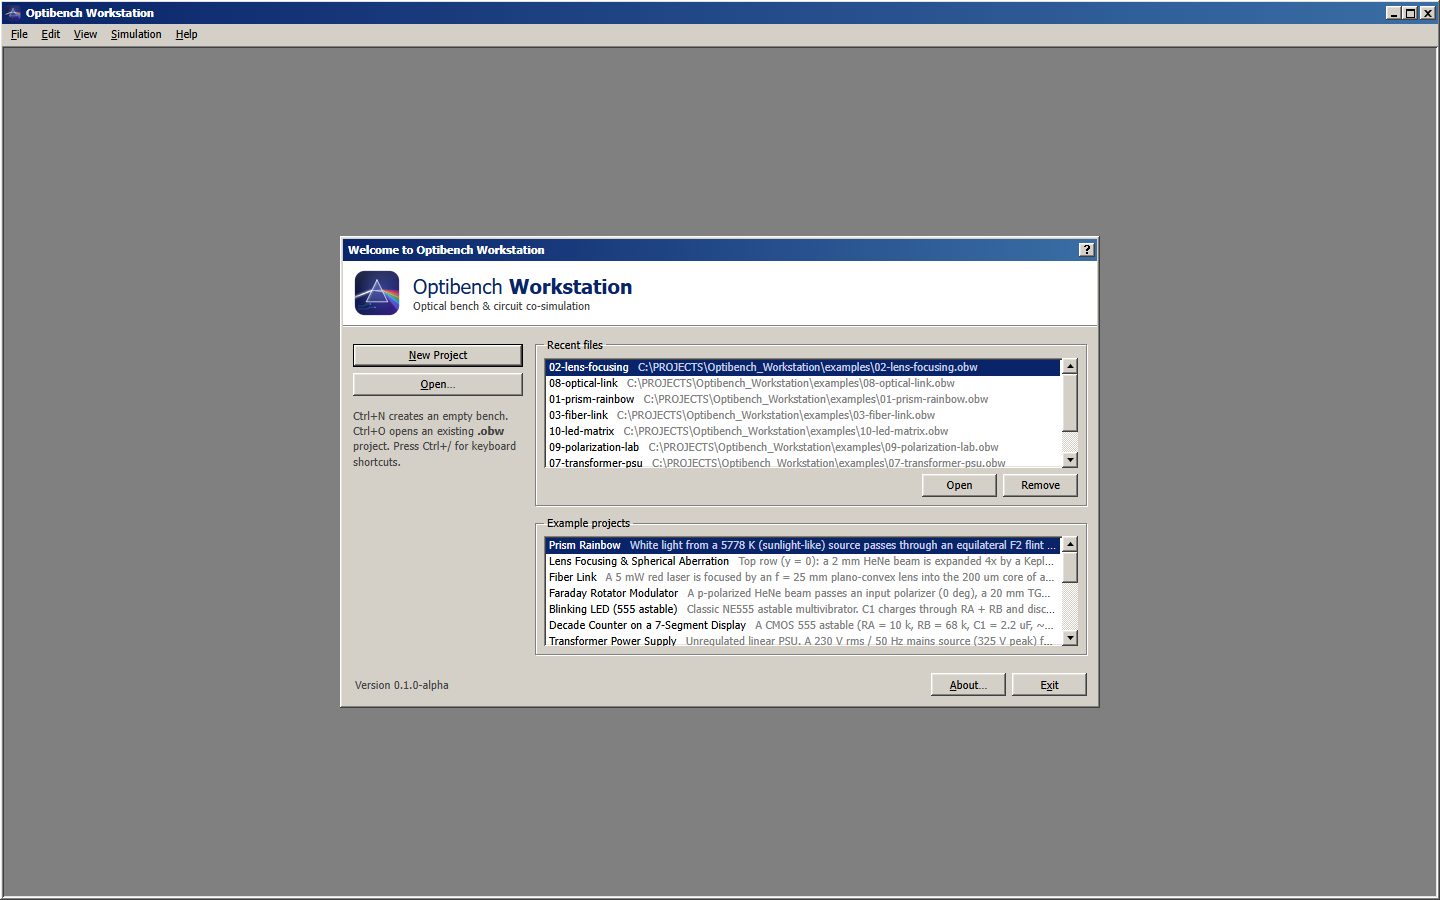 Optibench Workstation
File Edit View Simulation Help
Welcome to Optibench Workstation
?
Optibench Workstation
Optical bench & circuit co-simulation
New Project
Open...
Ctrl+N creates an empty bench.
Ctrl+O opens an existing .obw
project. Press Ctrl+/ for keyboard
shortcuts.
Recent files
02-lens-focusing C:\PROJECTS\Optibench_Workstation\examples\02-lens-focusing.obw
08-optical-link C:\PROJECTS\Optibench_Workstation\examples\08-optical-link.obw
01-prism-rainbow C:\PROJECTS\Optibench_Workstation\examples\01-prism-rainbow.obw
03-fiber-link C:\PROJECTS\Optibench_Workstation\examples\03-fiber-link.obw
10-led-matrix C:\PROJECTS\Optibench_Workstation\examples\10-led-matrix.obw
09-polarization-lab C:\PROJECTS\Optibench_Workstation\examples\09-polarization-lab.obw
07-transformer-psu C:\PROJECTS\Optibench_Workstation\examples\07-transformer-psu.obw
Open Remove
Example projects
Prism Rainbow White light from a 5778 K (sunlight-like) source passes through an equilateral F2 flint ...
Lens Focusing & Spherical Aberration Top row (y = 0): a 2 mm HeNe beam is expanded 4x by a Kepl...
Fiber Link A 5 mW red laser is focused by an f = 25 mm plano-convex lens into the 200 um core of a...
Faraday Rotator Modulator A p-polarized HeNe beam passes an input polarizer (0 deg), a 20 mm TG...
Blinking LED (555 astable) Classic NE555 astable multivibrator. C1 charges through RA + RB and disc...
Decade Counter on a 7-Segment Display A CMOS 555 astable (RA = 10 k, RB = 68 k, C1 = 2.2 uF, ~...
Transformer Power Supply Unregulated linear PSU. A 230 V rms / 50 Hz mains source (325 V peak) f...
Version 0.1.0-alpha
About... Exit